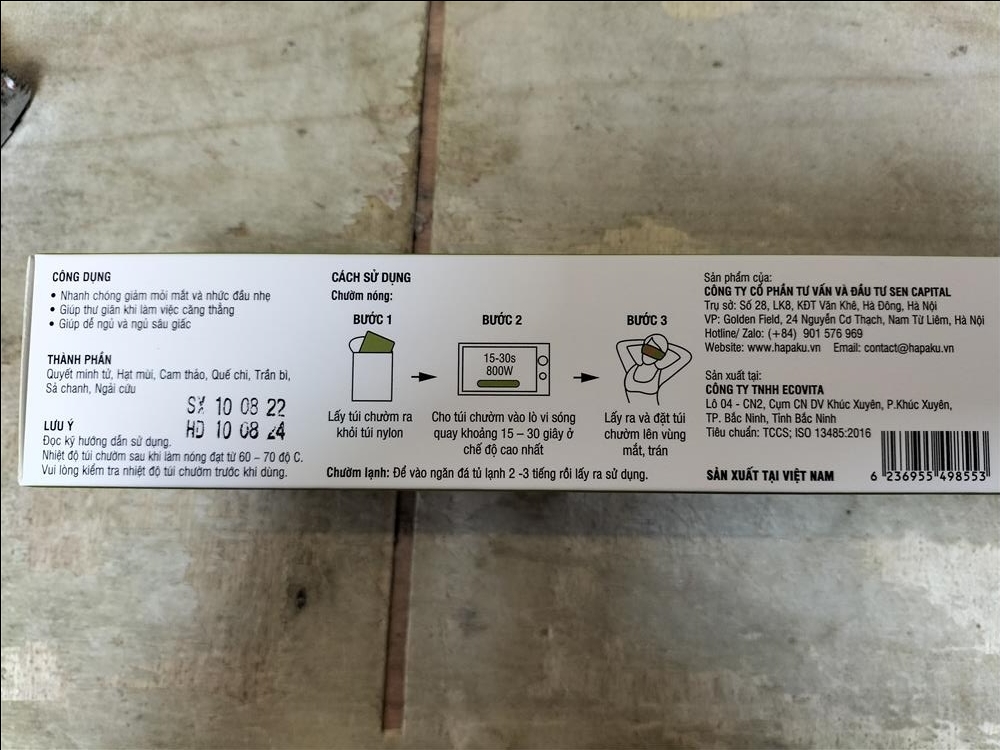 CÔNG DỤNG
• Nhanh chóng giảm mỏi mắt và nhức đầu nhẹ
• Giúp thư giãn khi làm việc căng thẳng
• Giúp dễ ngủ và ngủ sâu giấc
THÀNH PHẦN
Quyết minh tử, Hạt mùi, Cam thảo, Quế chi, Trần bì,
Sả chanh, Ngải cứu
SX 10 08 22
HD 10 08 24
LƯU Ý
Đọc kỹ hướng dẫn sử dụng.
Nhiệt độ túi chườm sau khi làm nóng đạt từ 60 – 70 độ C.
Vui lòng kiểm tra nhiệt độ túi chườm trước khi dùng.
CÁCH SỬ DỤNG
Chườm nóng:
BƯỚC 1
Lấy túi chườm ra
khỏi túi nylon
BƯỚC 2
15-30s
800W
Cho túi chườm vào lò vi sóng
quay khoảng 15 – 30 giây ở
chế độ cao nhất
BƯỚC 3
Lấy ra và đặt túi
chườm lên vùng
mắt, trán
Chườm lạnh: Để vào ngăn đá tủ lạnh 2 -3 tiếng rồi lấy ra sử dụng.
Sản phẩm của:
CÔNG TY CỔ PHẦN TƯ VẤN VÀ ĐẦU TƯ SEN CAPITAL
Trụ sở: Số 28, LK8, KĐT Văn Khê, Hà Đông, Hà Nội
VP: Golden Field, 24 Nguyễn Cơ Thạch, Nam Từ Liêm, Hà Nội
Hotline/ Zalo: (+84) 901 576 969
Website: www.hapaku.vn Email: contact@hapaku.vn
Sản xuất tại:
CÔNG TY TNHH ECOVITA
Lô 04 - CN2, Cụm CN DV Khúc Xuyên, P.Khúc Xuyên,
TP. Bắc Ninh, Tỉnh Bắc Ninh
Tiêu chuẩn: TCCS; ISO 13485:2016
SẢN XUẤT TẠI VIỆT NAM
6 236955 498553